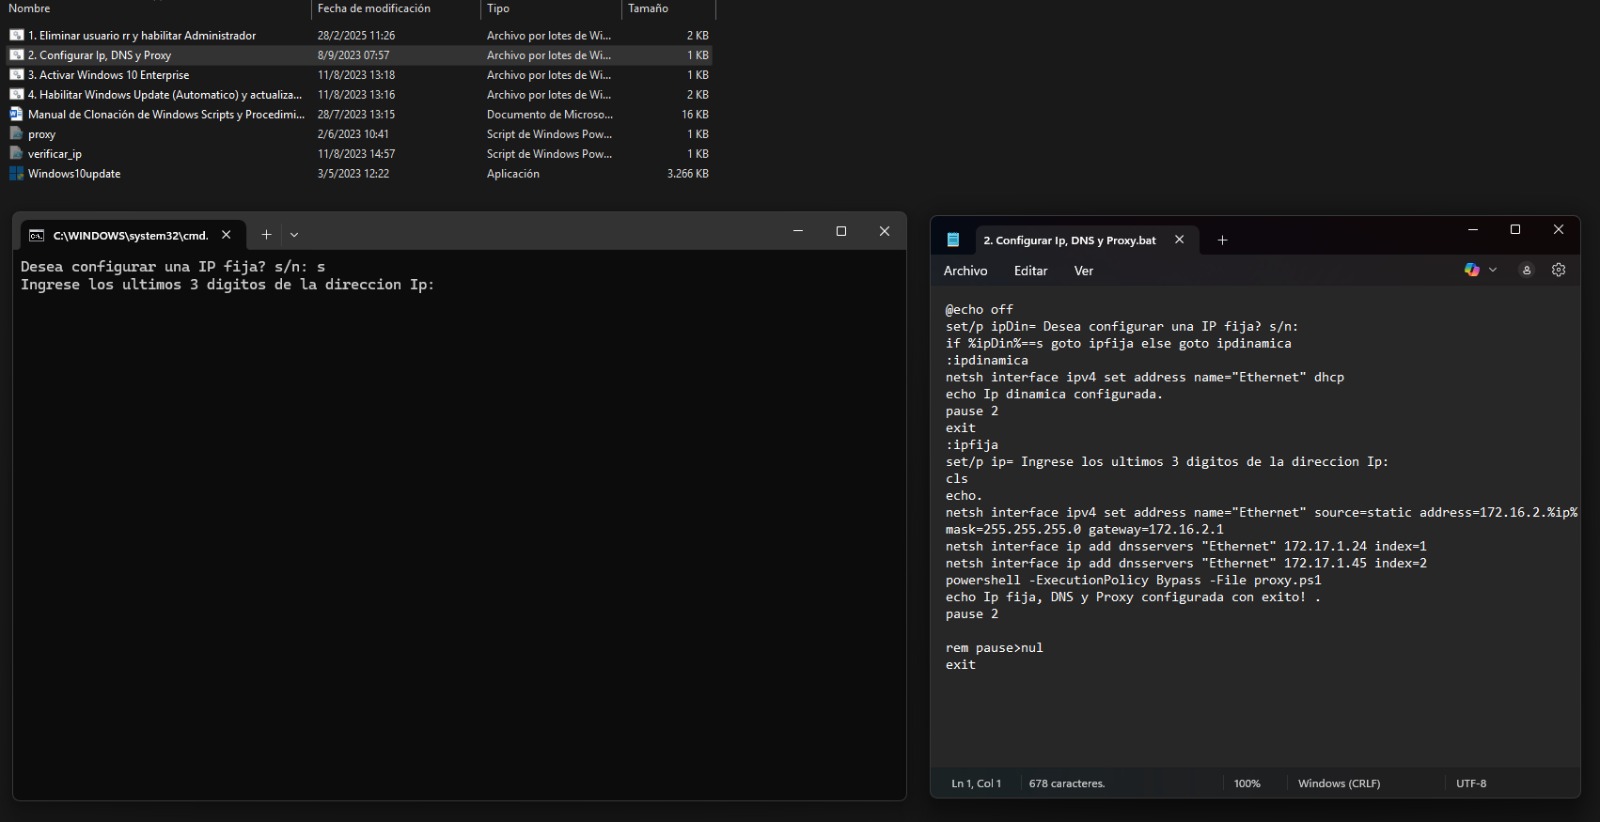 Nombre Fecha de modificación Tipo Tamaño
1. Eliminar usuario rr y habilitar Administrador 28/2/2025 11:26 Archivo por lotes de Wi... 2 KB
2. Configurar Ip, DNS y Proxy 8/9/2023 07:57 Archivo por lotes de Wi... 1 KB
3. Activar Windows 10 Enterprise 11/8/2023 13:18 Archivo por lotes de Wi... 1 KB
4. Habilitar Windows Update (Automatico) y actualiza... 11/8/2023 13:16 Archivo por lotes de Wi... 2 KB
Manual de Clonación de Windows Scripts y Procedimi... 28/7/2023 13:15 Documento de Microso... 16 KB
proxy 2/6/2023 10:41 Script de Windows Pow... 1 KB
verificar_ip 11/8/2023 14:57 Script de Windows Pow... 1 KB
Windows10update 3/5/2023 12:22 Aplicación 3.266 KB
C:\WINDOWS\system32\cmd.
Desea configurar una IP fija? s/n: s
Ingrese los ultimos 3 digitos de la direccion Ip:
2. Configurar Ip, DNS y Proxy.bat
Archivo Editar Ver
@echo off
set/p ipDin= Desea configurar una IP fija? s/n:
if %ipDin%==s goto ipfija else goto ipdinamica
:ipdinamica
netsh interface ipv4 set address name="Ethernet" dhcp
echo Ip dinamica configurada.
pause 2
exit
:ipfija
set/p ip= Ingrese los ultimos 3 digitos de la direccion Ip:
cls
echo.
netsh interface ipv4 set address name="Ethernet" source=static address=172.16.2.%ip%
mask=255.255.255.0 gateway=172.16.2.1
netsh interface ip add dnsservers "Ethernet" 172.17.1.24 index=1
netsh interface ip add dnsservers "Ethernet" 172.17.1.45 index=2
powershell -ExecutionPolicy Bypass -File proxy.ps1
echo Ip fija, DNS y Proxy configurada con exito! .
pause 2
rem pause>nul
exit
Ln 1, Col 1 678 caracteres. 100% Windows (CRLF) UTF-8